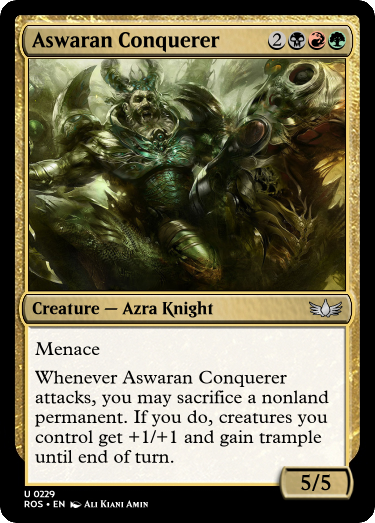 Aswaran Conquerer 2
Creature — Azra Knight
Menace
Whenever Aswaran Conquerer
attacks, you may sacrifice a nonland
permanent. If you do, creatures you
control get +1/+1 and gain trample
until end of turn.
5/5
U 0229
ROS • EN Ali Kiani Amin